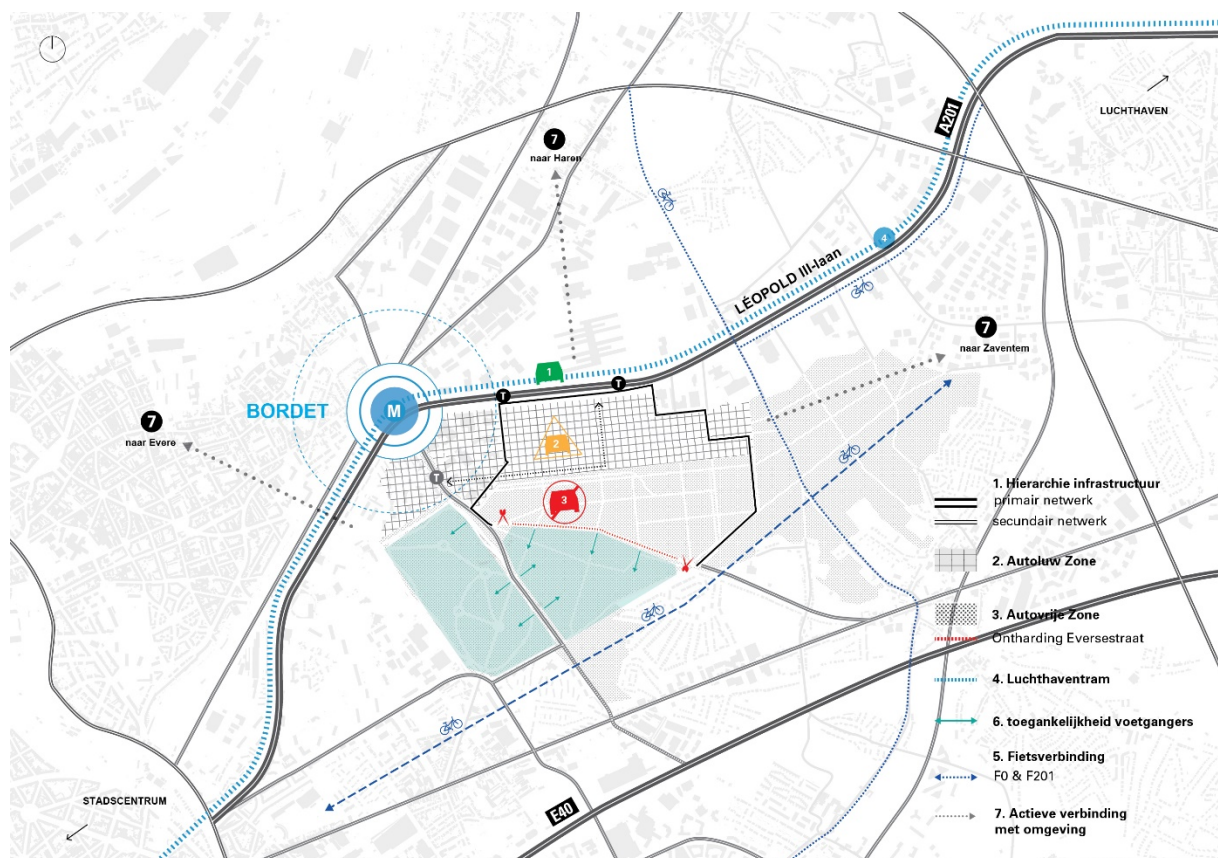 A201
LUCHTHAVEN
7
naar Haren
4
LÉOPOLD III-laan
7
naar Zaventem
1
T
T
M
BORDET
7
naar Evere
2
T
3
1. Hierarchie infrastructuur
primair netwerk
secundair netwerk
2. Autoluw Zone
3. Autovrije Zone
Ontharding Eversestraat
4. Luchthaventram
6. toegankelijkheid voetgangers
5. Fietsverbinding
F0 & F201
7. Actieve verbinding
met omgeving
STADSCENTRUM
E40